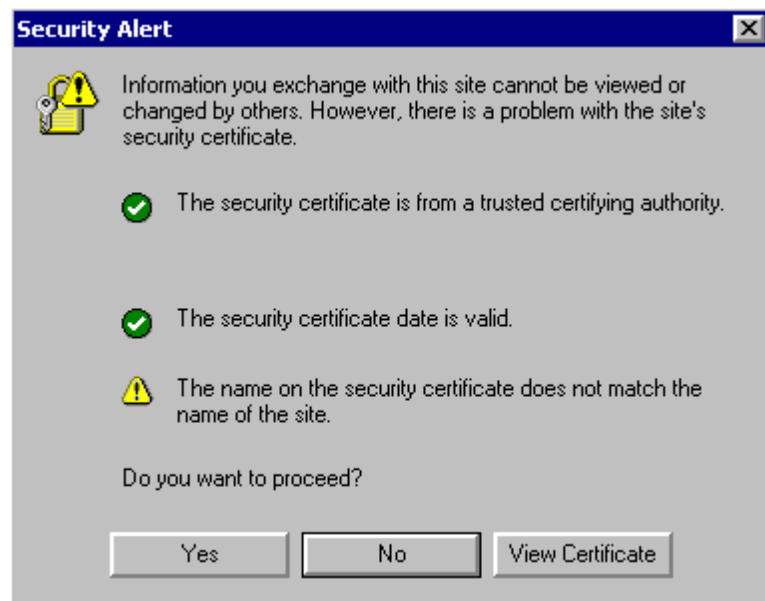 Security Alert
Information you exchange with this site cannot be viewed or
changed by others. However, there is a problem with the site's
security certificate.
The security certificate is from a trusted certifying authority.
The security certificate date is valid.
The name on the security certificate does not match the
name of the site.
Do you want to proceed?
Yes No View Certificate